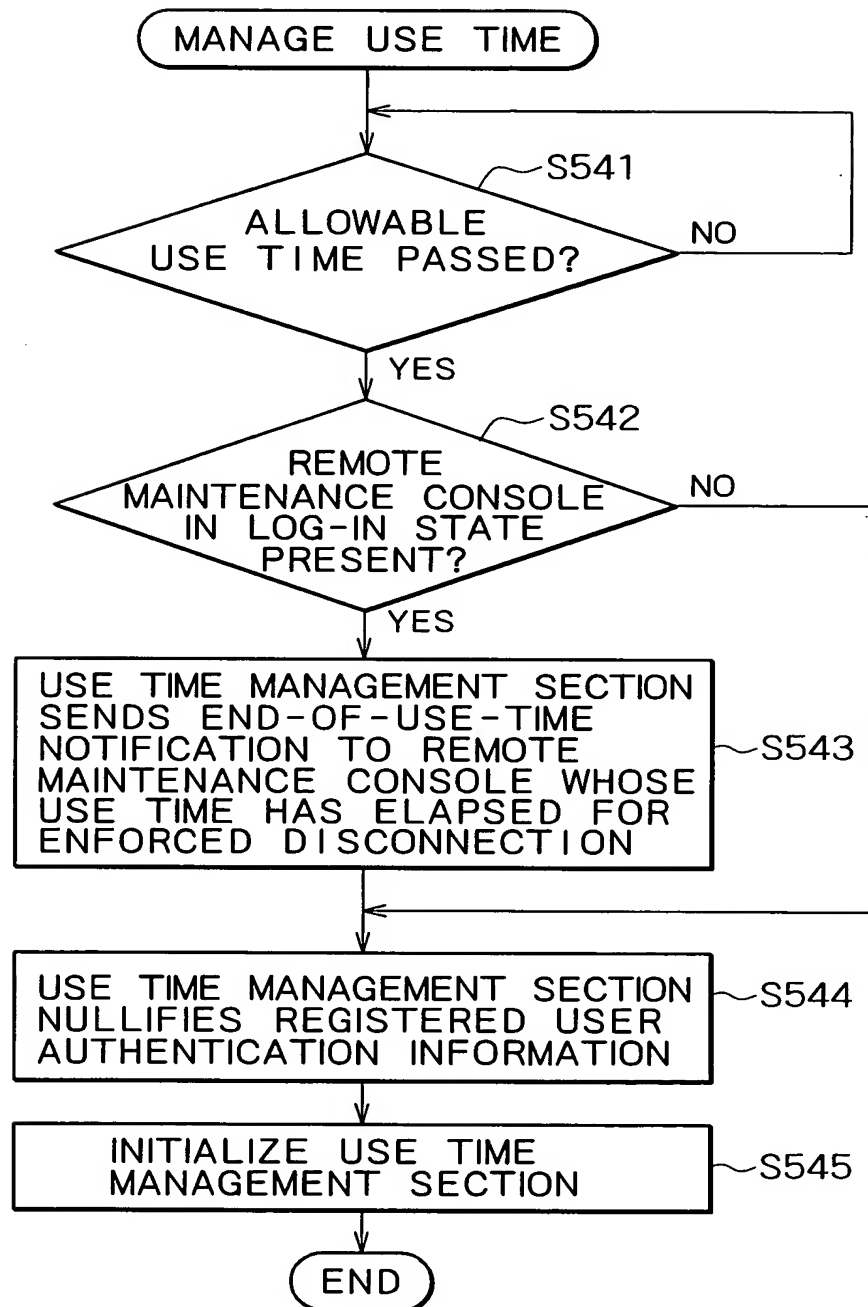 MANAGE USE TIME
S541
ALLOWABLE
USE TIME PASSED?
NO
YES
S542
REMOTE
MAINTENANCE CONSOLE
IN LOG-IN STATE
PRESENT?
NO
YES
USE TIME MANAGEMENT SECTION
SENDS END-OF-USE-TIME
NOTIFICATION TO REMOTE
MAINTENANCE CONSOLE WHOSE
USE TIME HAS ELAPSED FOR
ENFORCED DISCONNECTION
S543
USE TIME MANAGEMENT SECTION
NULLIFIES REGISTERED USER
AUTHENTICATION INFORMATION
S544
INITIALIZE USE TIME
MANAGEMENT SECTION
S545
END